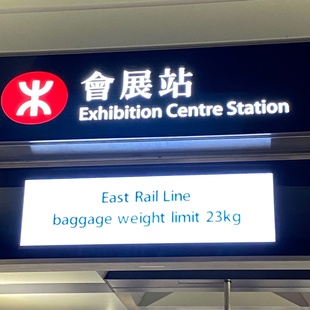 會展站
Exhibition Centre Station
East Rail Line
baggage weight limit 23kg